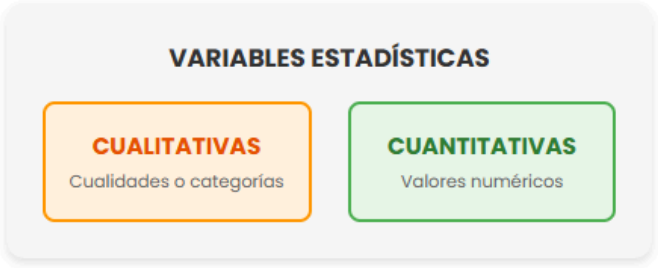 VARIABLES ESTADÍSTICAS
CUALITATIVAS
Cualidades o categorías
CUANTITATIVAS
Valores numéricos